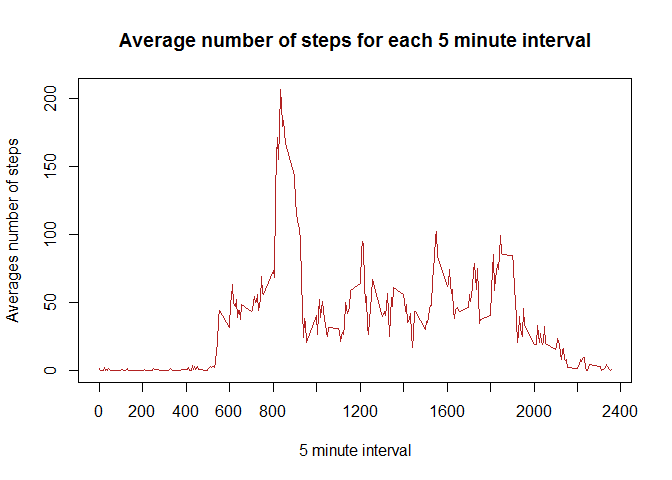 Average number of steps for each 5 minute interval
Averages number of steps
200
150
100
50
0
0 200 400 600 800 1200 1600 2000 2400
5 minute interval